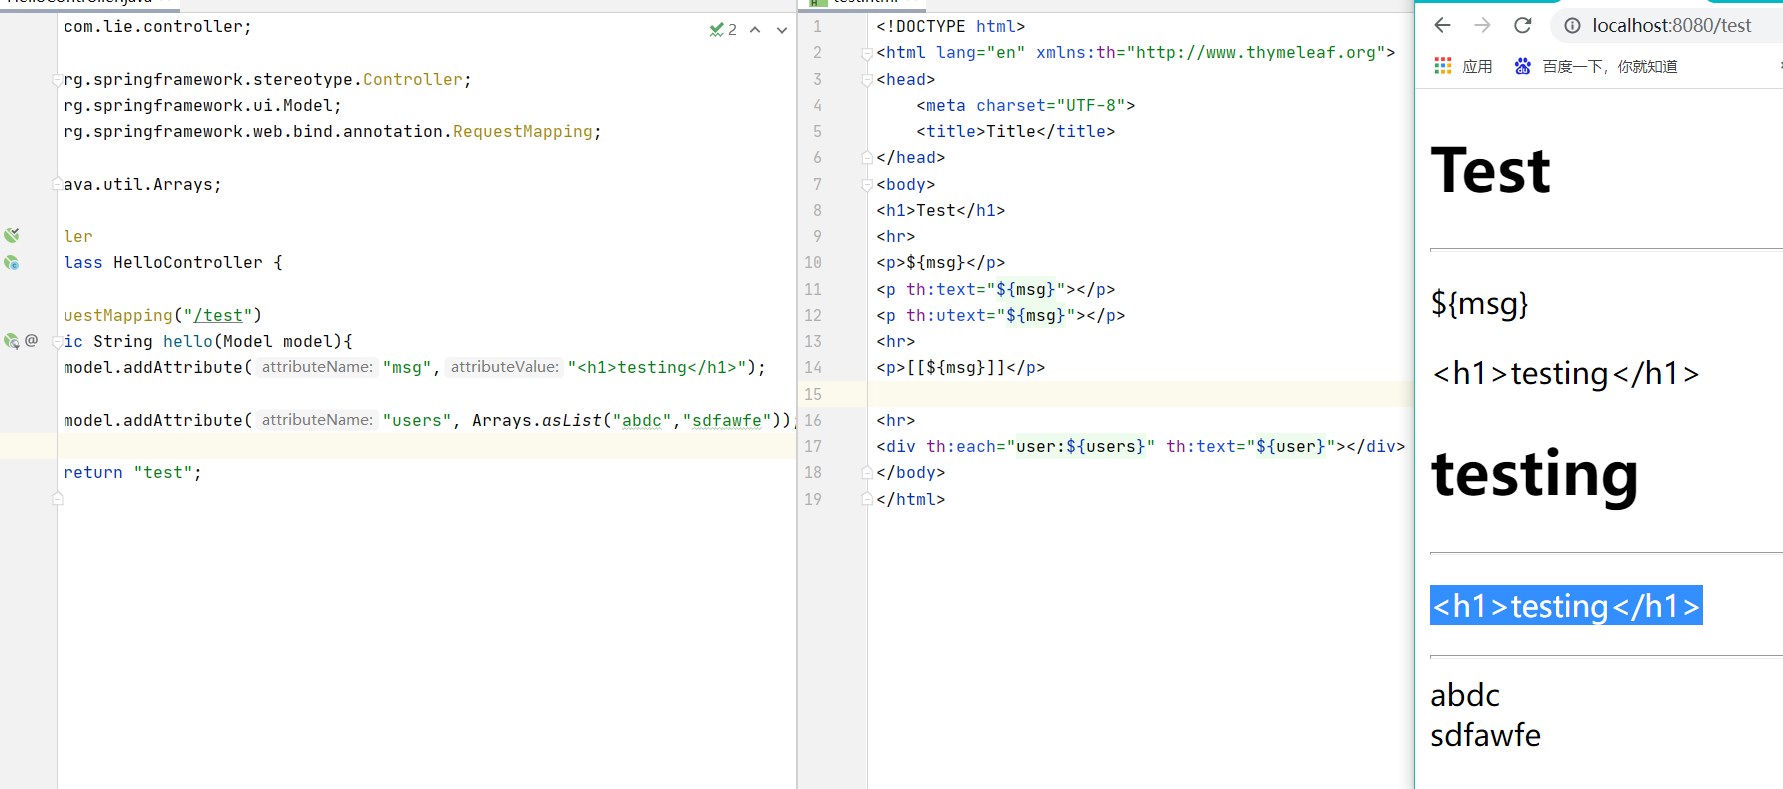 HelloController.java
com.lie.controller;
2
rg.springframework.stereotype.Controller;
rg.springframework.ui.Model;
rg.springframework.web.bind.annotation.RequestMapping;
ava.util.Arrays;
ler
lass HelloController {
uestMapping("/test")
@
ic String hello(Model model){
model.addAttribute( attributeName: "msg", attributeValue: "<h1>testing</h1>");
model.addAttribute( attributeName: "users", Arrays.asList("abdc","sdfawfe"));
return "test";
test.html
1 <!DOCTYPE html>
2 <html lang="en" xmlns:th="http://www.thymeleaf.org">
3 <head>
4 <meta charset="UTF-8">
5 <title>Title</title>
6 </head>
7 <body>
8 <h1>Test</h1>
9 <hr>
10 <p>${msg}</p>
11 <p th:text="${msg}"></p>
12 <p th:utext="${msg}"></p>
13 <hr>
14 <p>[[${msg}]]</p>
15
16 <hr>
17 <div th:each="user:${users}" th:text="${user}"></div>
18 </body>
19 </html>
localhost:8080/test
应用 百度一下，你就知道
Test
${msg}
<h1>testing</h1>
testing
<h1>testing</h1>
abdc
sdfawfe